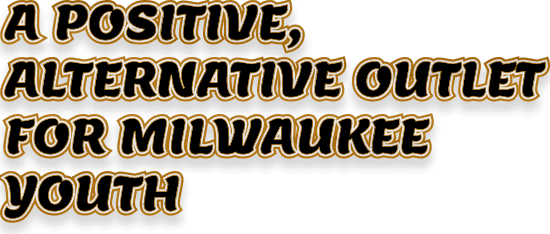 A POSITIVE,
ALTERNATIVE OUTLET
FOR MILWAUKEE
YOUTH